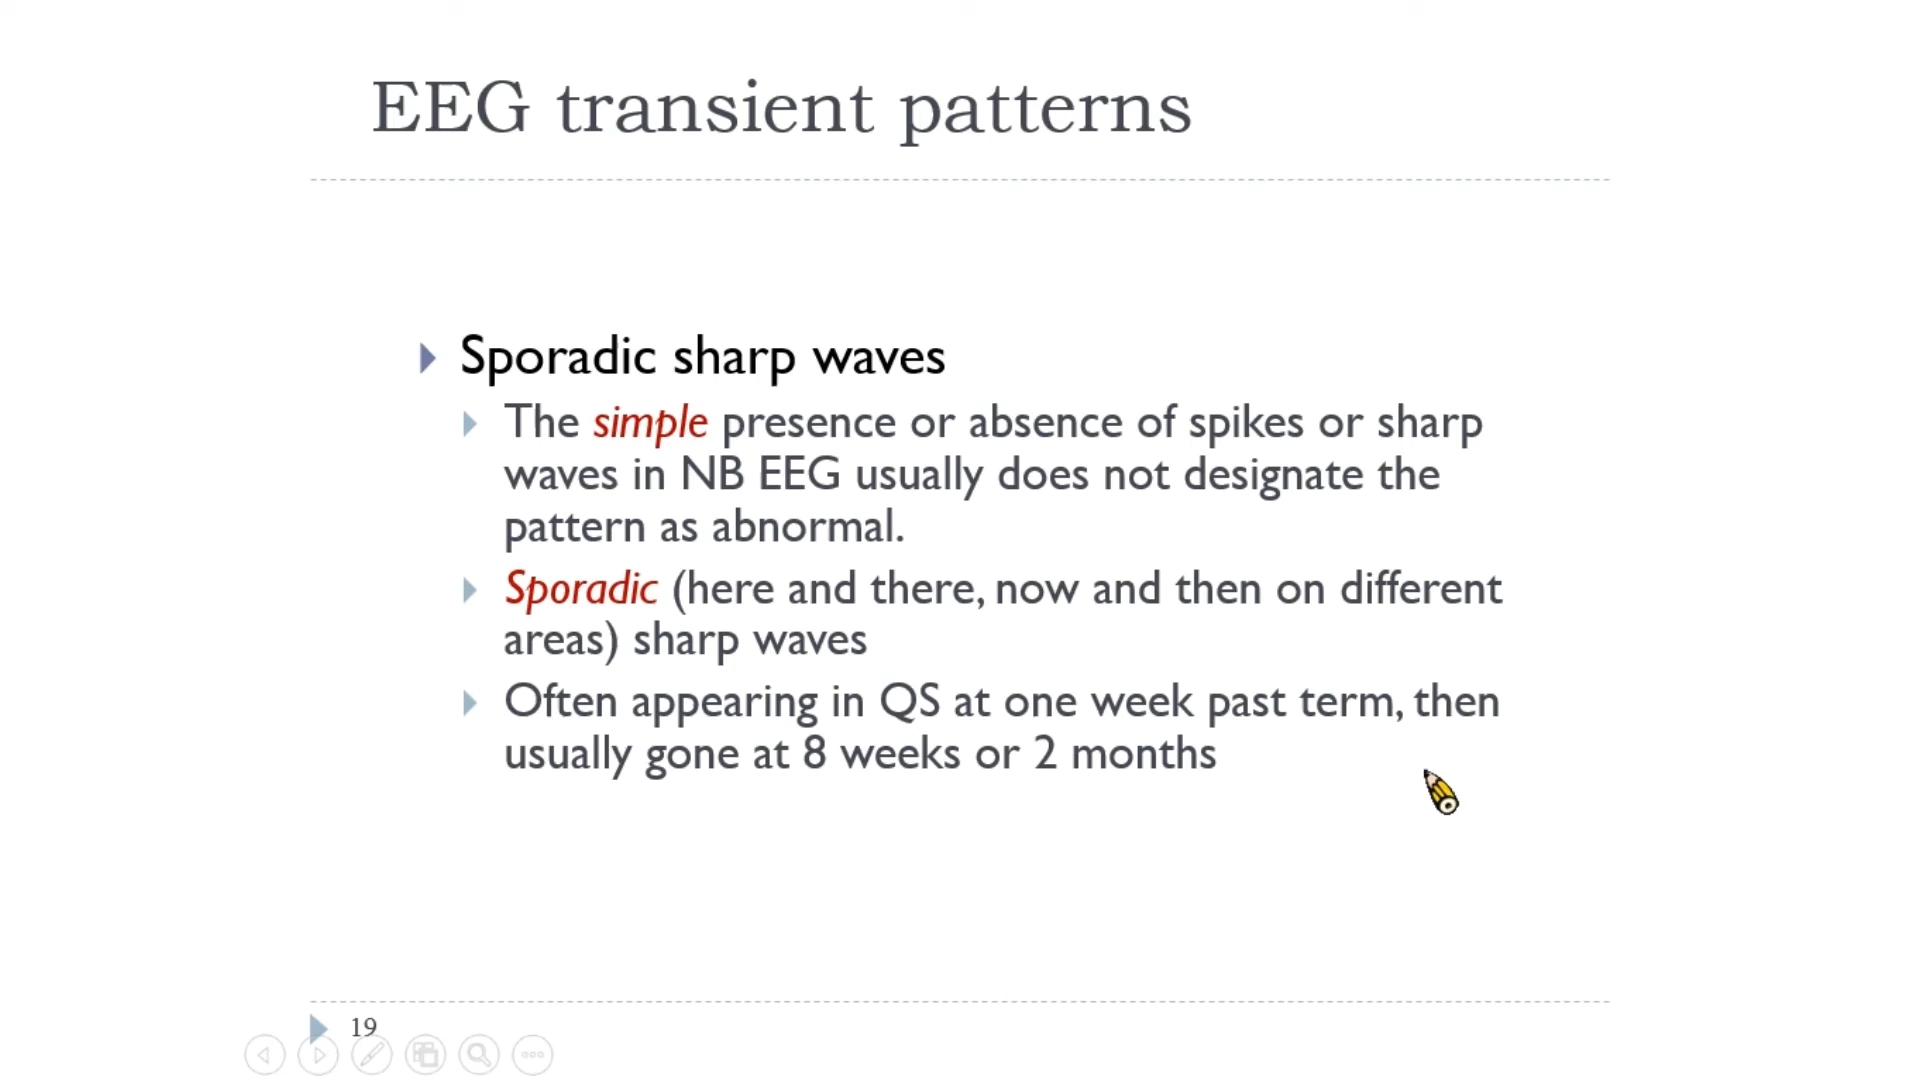 EEG transient patterns
Sporadic sharp waves
The simple presence or absence of spikes or sharp
waves in NB EEG usually does not designate the
pattern as abnormal.
Sporadic (here and there, now and then on different
areas) sharp waves
Often appearing in QS at one week past term, then
usually gone at 8 weeks or 2 months
19